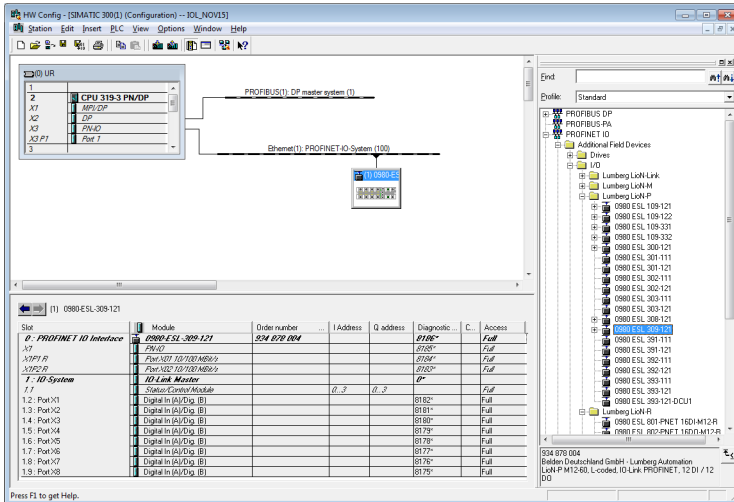 HW Config - [SIMATIC 300(1) (Configuration) -- IOL_NOV15]
Station Edit Insert PLC View Options Window Help
(0) UR
1
2 CPU 319-3 PN/DP
X1 MPI/DP
X2 DP
X3 PN-IO
X3 P1 Port 1
3
PROFIBUS(1): DP master system (1)
Ethernet(1): PROFINET-IO-System (100)
(1) 0980-ES
Find:
Profile: Standard
PROFIBUS DP
PROFIBUS-PA
PROFINET IO
Additional Field Devices
Drives
I/O
Lumberg LioN-Link
Lumberg LioN-M
Lumberg LioN-P
0980 ESL 109-121
0980 ESL 109-122
0980 ESL 109-331
0980 ESL 109-332
0980 ESL 300-121
0980 ESL 301-111
0980 ESL 301-121
0980 ESL 302-111
0980 ESL 302-121
0980 ESL 303-111
0980 ESL 303-121
0980 ESL 308-121
0980 ESL 309-121
0980 ESL 391-111
0980 ESL 391-121
0980 ESL 392-111
0980 ESL 392-121
0980 ESL 393-111
0980 ESL 393-121
0980 ESL 393-121-DCU1
Lumberg LioN-R
0980 ESL 801-PNET 16DI-M12-R
0980 ESL 802-PNET 16DO-M12-R
934 878 004
Belden Deutschland GmbH - Lumberg Automation
LioN-P M12-60, L-coded, IO-Link PROFINET, 12 DI / 12
DO
(1) 0980-ESL-309-121
Slot Module Order number ... I Address Q address Diagnostic ... C... Access
0 : PROFINET IO Interface 0980-ESL-309-121 934 878 004 8186* Full
X1 PN-IO 8185* Full
X1P1 R Port X01 10/100 MBit/s 8184* Full
X1P2 R Port X02 10/100 MBit/s 8183* Full
1 : IO-System IO-Link Master 0*
1.1 Status/Control Module 0...3 0...3 Full
1.2 : Port X1 Digital In (A)/Dig. (B) 8182* Full
1.3 : Port X2 Digital In (A)/Dig. (B) 8181* Full
1.4 : Port X3 Digital In (A)/Dig. (B) 8180* Full
1.5 : Port X4 Digital In (A)/Dig. (B) 8179* Full
1.6 : Port X5 Digital In (A)/Dig. (B) 8178* Full
1.7 : Port X6 Digital In (A)/Dig. (B) 8177* Full
1.8 : Port X7 Digital In (A)/Dig. (B) 8176* Full
1.9 : Port X8 Digital In (A)/Dig. (B) 8175* Full
Press F1 to get Help.